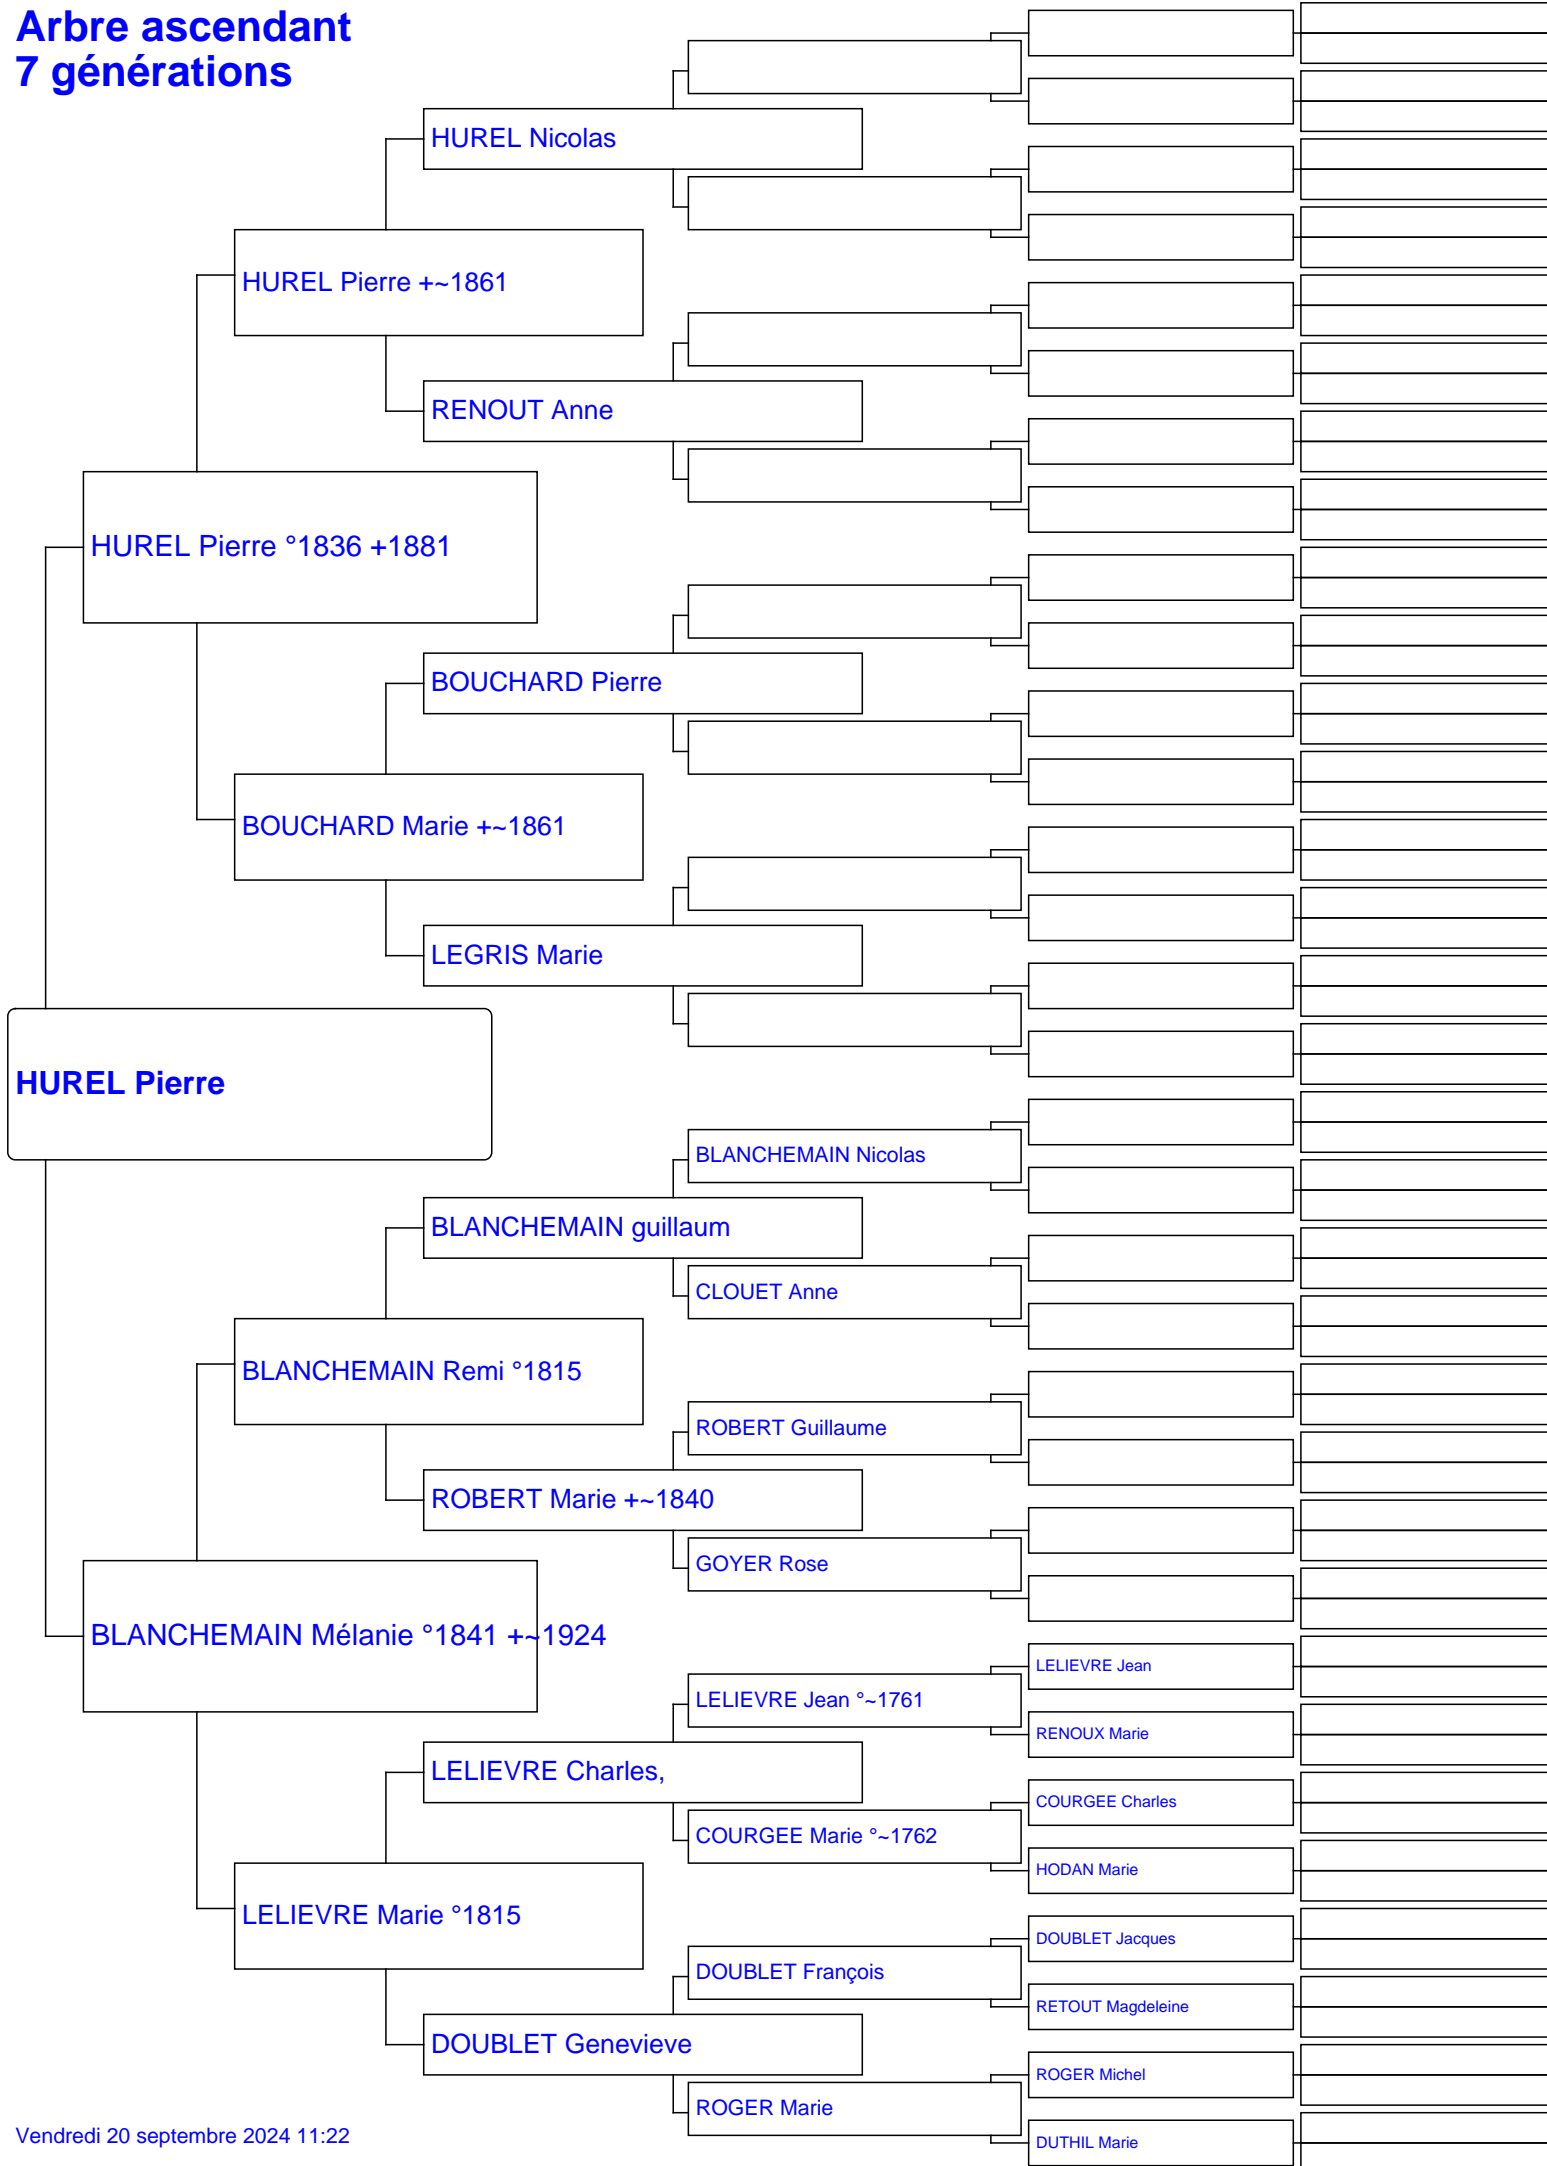 Arbre ascendant
7 générations
HUREL Nicolas
HUREL Pierre +~1861
RENOUT Anne
HUREL Pierre °1836 +1881
BOUCHARD Pierre
BOUCHARD Marie +~1861
LEGRIS Marie
HUREL Pierre
BLANCHEMAIN Nicolas
BLANCHEMAIN guillaum
CLOUET Anne
BLANCHEMAIN Remi °1815
ROBERT Guillaume
ROBERT Marie +~1840
GOYER Rose
BLANCHEMAIN Mélanie °1841 +~1924
LELIEVRE Jean
LELIEVRE Jean °~1761
RENOUX Marie
LELIEVRE Charles,
COURGEE Charles
COURGEE Marie °~1762
HODAN Marie
LELIEVRE Marie °1815
DOUBLET Jacques
DOUBLET François
RETOUT Magdeleine
DOUBLET Genevieve
ROGER Michel
ROGER Marie
DUTHIL Marie
Vendredi 20 septembre 2024 11:22